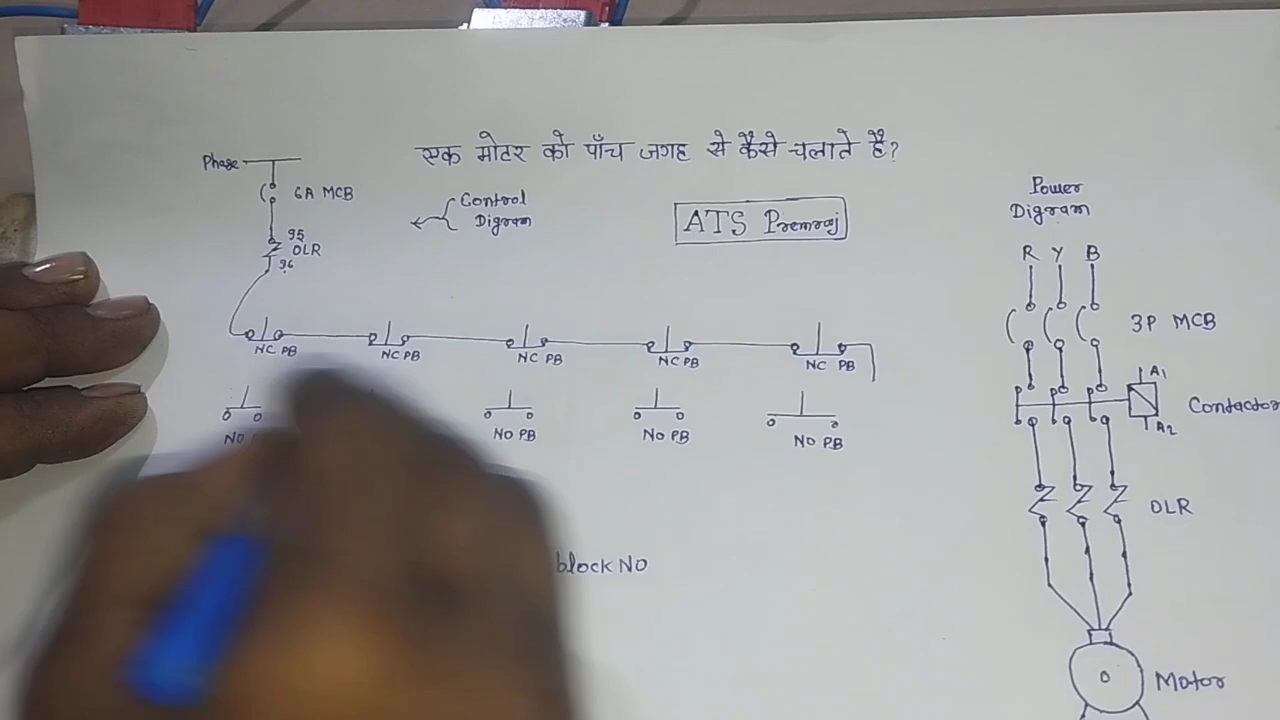 एक मोटर को पाँच जगह से कैसे चलाते है?
Phase
6A MCB
Control
Digram
ATS Premraj
Power
Digram
95
OLR
96
R Y B
3P MCB
NC PB
NC PB
NC PB
NC PB
NC PB
A1
Contactor
A2
NO PB
NO PB
NO PB
OLR
block NO
Motor